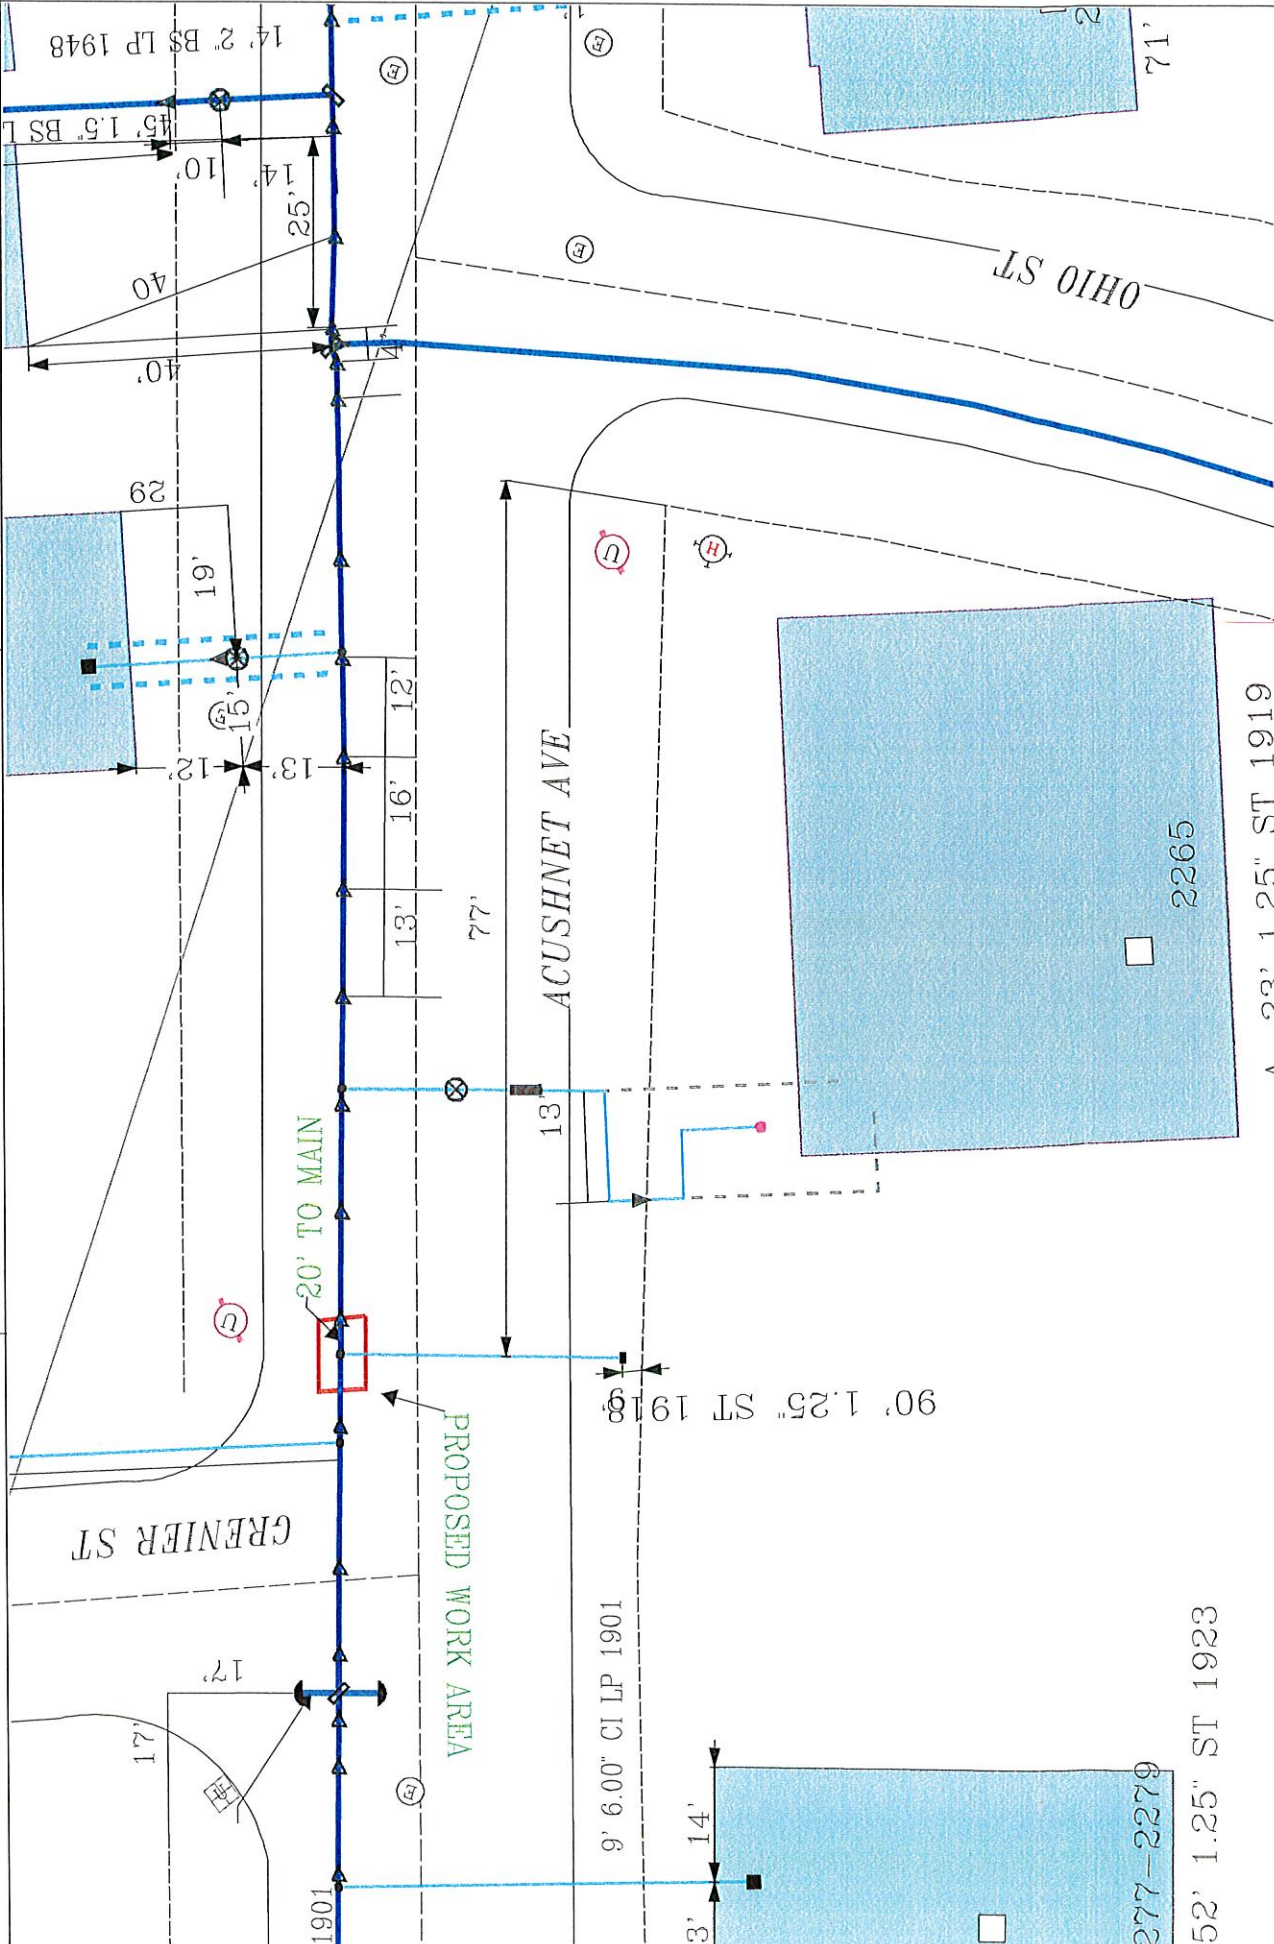 14' 2" BS LP 1948
45' 1.5" BS L
10'
14'
25'
40
40'
4'
E
E
E
71'
2
OHIO ST
29
19'
15'
12'
13'
12'
16'
13'
77'
U
H
ACUSHNET AVE
2265
23' 1.25" ST 1919
13'
20' TO MAIN
U
90' 1.25" ST 1918
PROPOSED WORK AREA
GRENIER ST
17'
17'
E
9' 6.00" CI LP 1901
14'
3'
1901
277-2279
52' 1.25" ST 1923